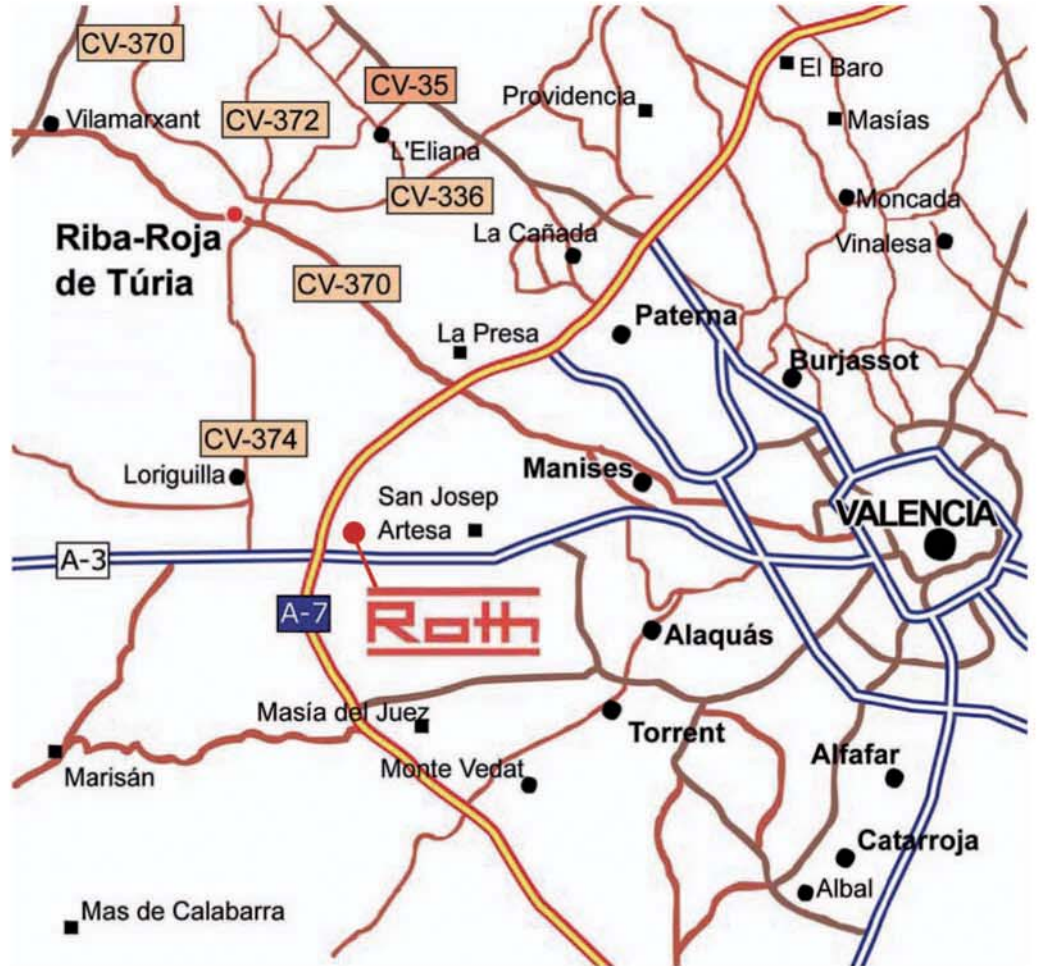 CV-370
El Baro
CV-35
Providencia
Vilamarxant
CV-372
Masías
L'Eliana
CV-336
Moncada
Riba-Roja
de Túria
La Cañada
Vinalesa
CV-370
Paterna
La Presa
Burjassot
CV-374
Loriguilla
Manises
San Josep
Artesa
VALENCIA
A-3
A-7
Roth
Alaquás
Masía del Juez
Torrent
Marisán
Monte Vedat
Alfafar
Catarroja
Albal
Mas de Calabarra